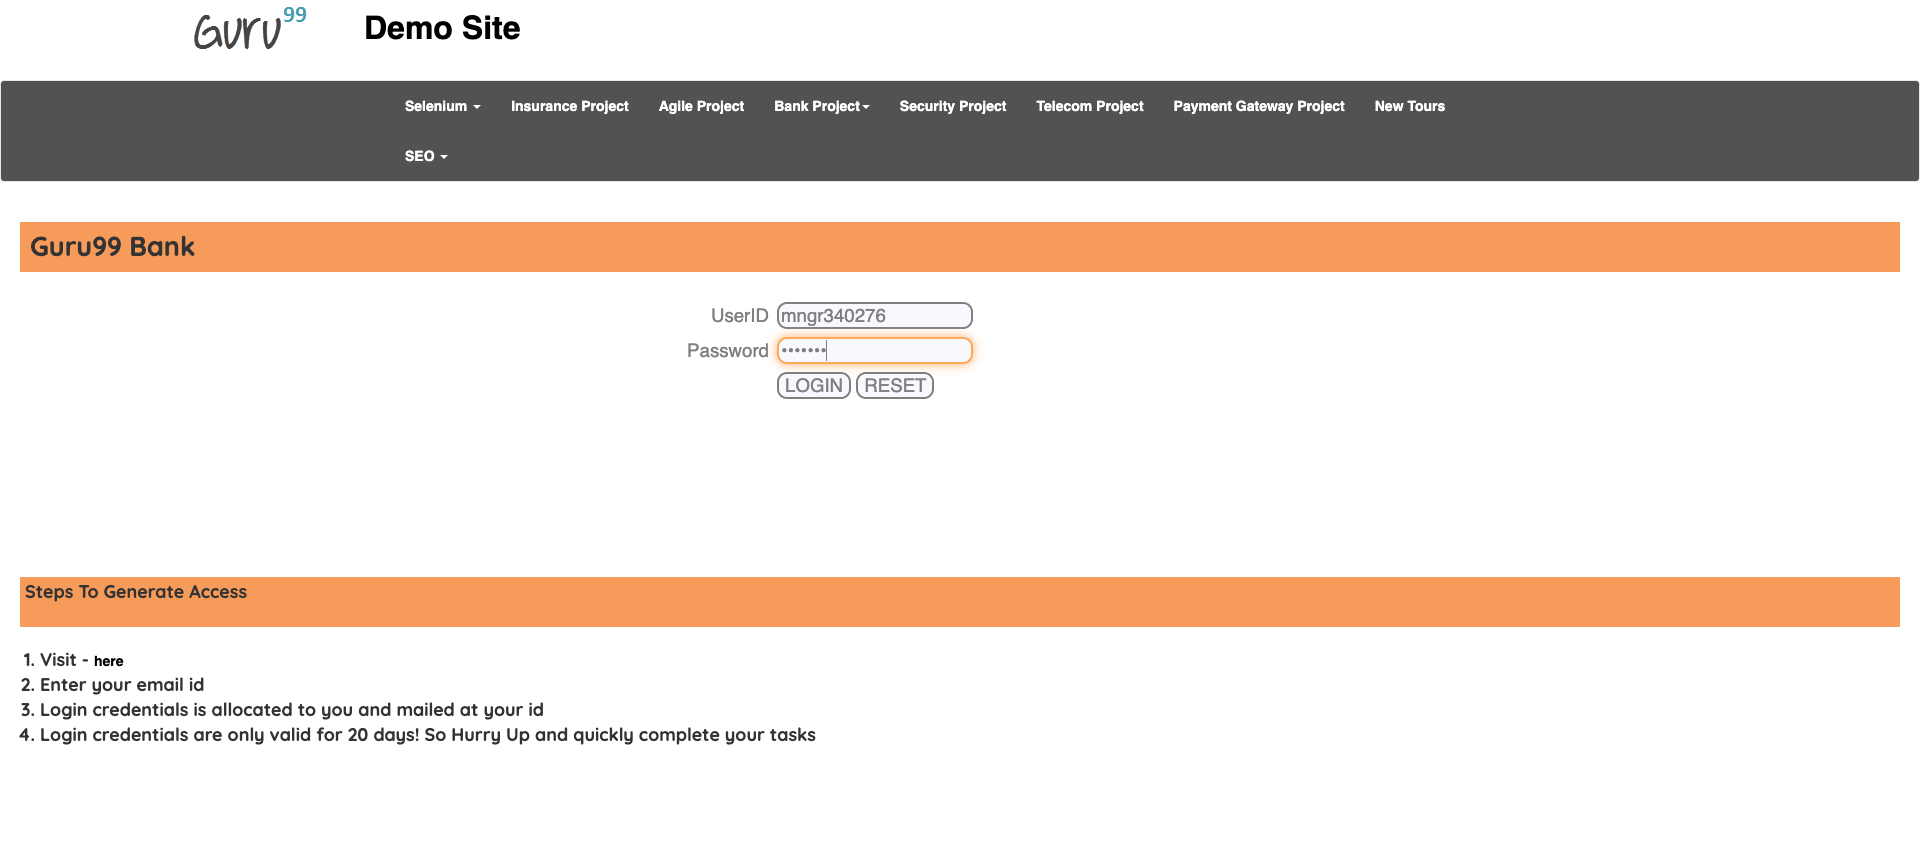 Guru99 Demo Site
Selenium Insurance Project Agile Project Bank Project Security Project Telecom Project Payment Gateway Project New Tours
SEO
Guru99 Bank
UserID mngr340276
Password •••••••
LOGIN RESET
Steps To Generate Access
1. Visit - here
2. Enter your email id
3. Login credentials is allocated to you and mailed at your id
4. Login credentials are only valid for 20 days! So Hurry Up and quickly complete your tasks